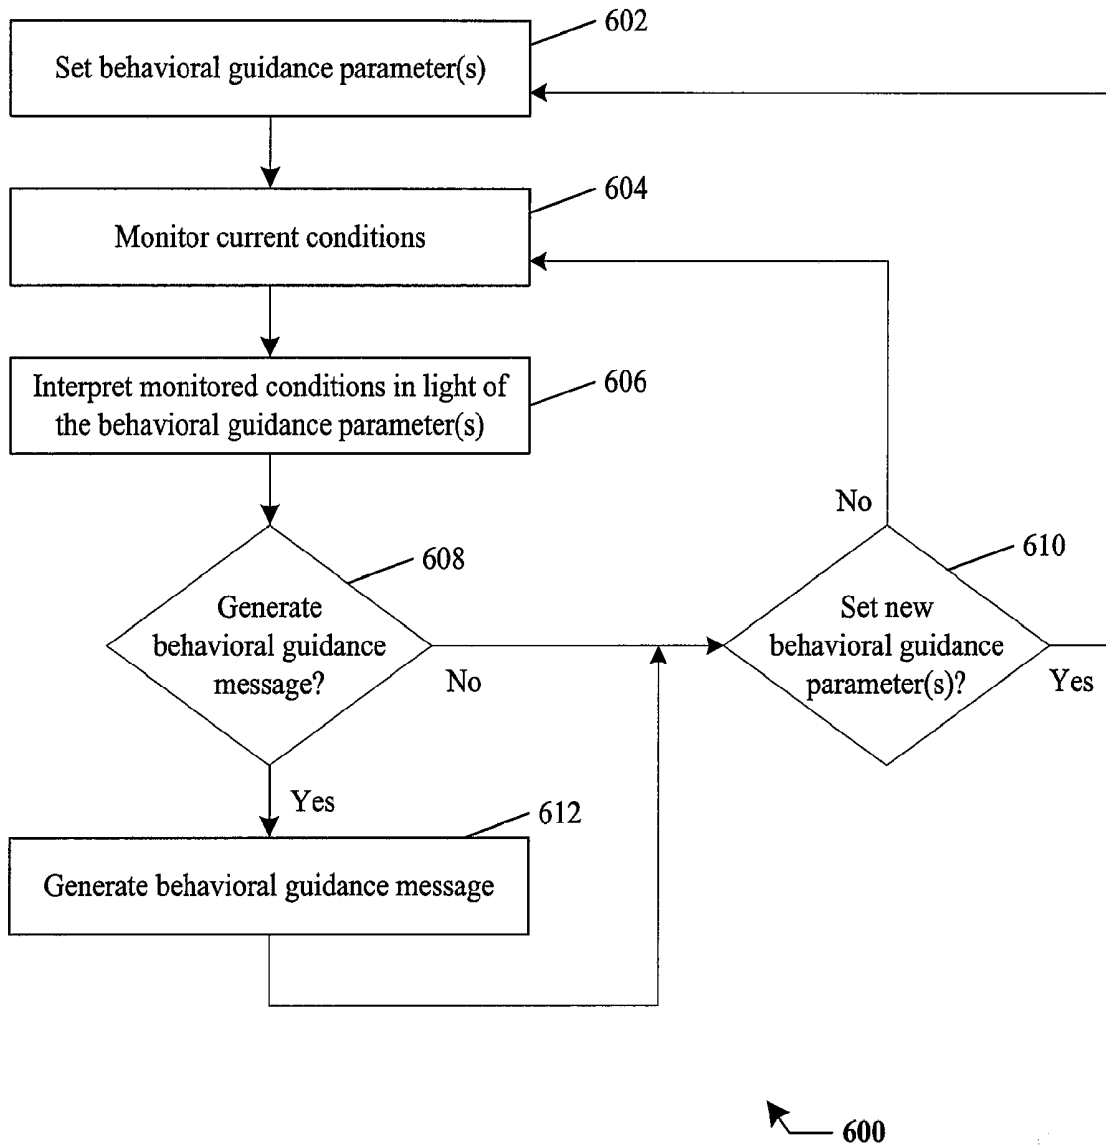 602
Set behavioral guidance parameter(s)
604
Monitor current conditions
606
Interpret monitored conditions in light of
the behavioral guidance parameter(s)
No
608
610
Generate
behavioral guidance
message?
Set new
behavioral guidance
parameter(s)?
No
Yes
Yes
612
Generate behavioral guidance message
600